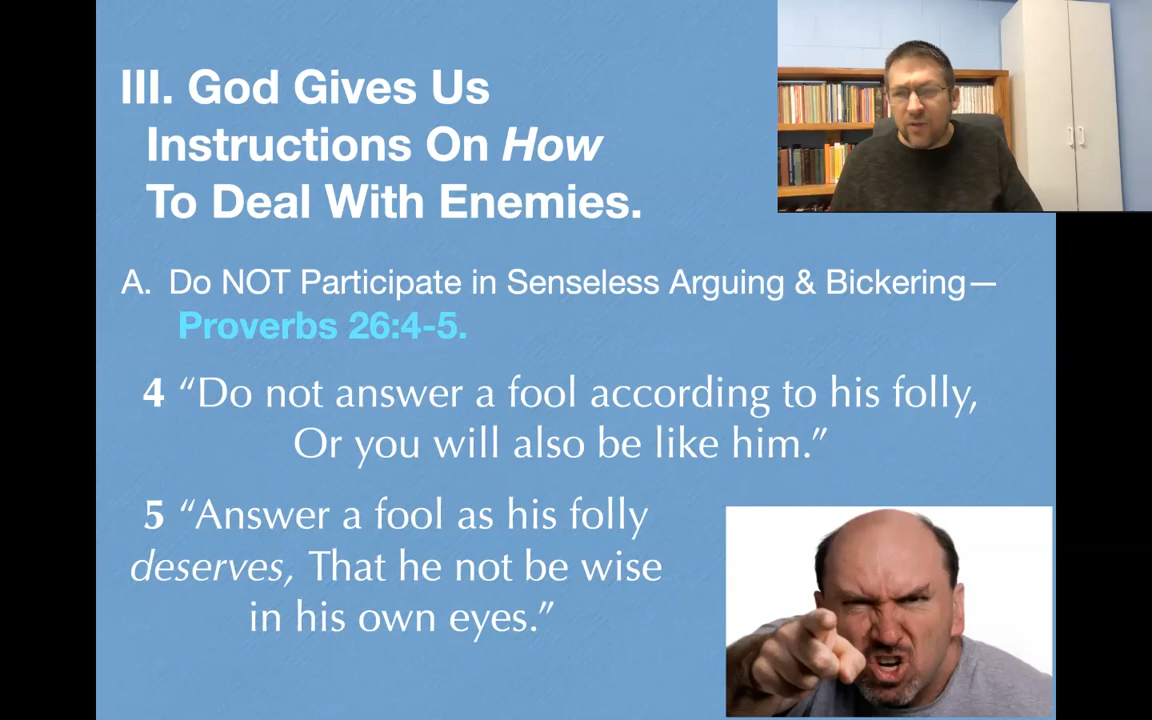 III. God Gives Us
Instructions On How
To Deal With Enemies.
A. Do NOT Participate in Senseless Arguing & Bickering—
Proverbs 26:4-5.
4 “Do not answer a fool according to his folly,
Or you will also be like him.”
5 “Answer a fool as his folly
deserves, That he not be wise
in his own eyes.”